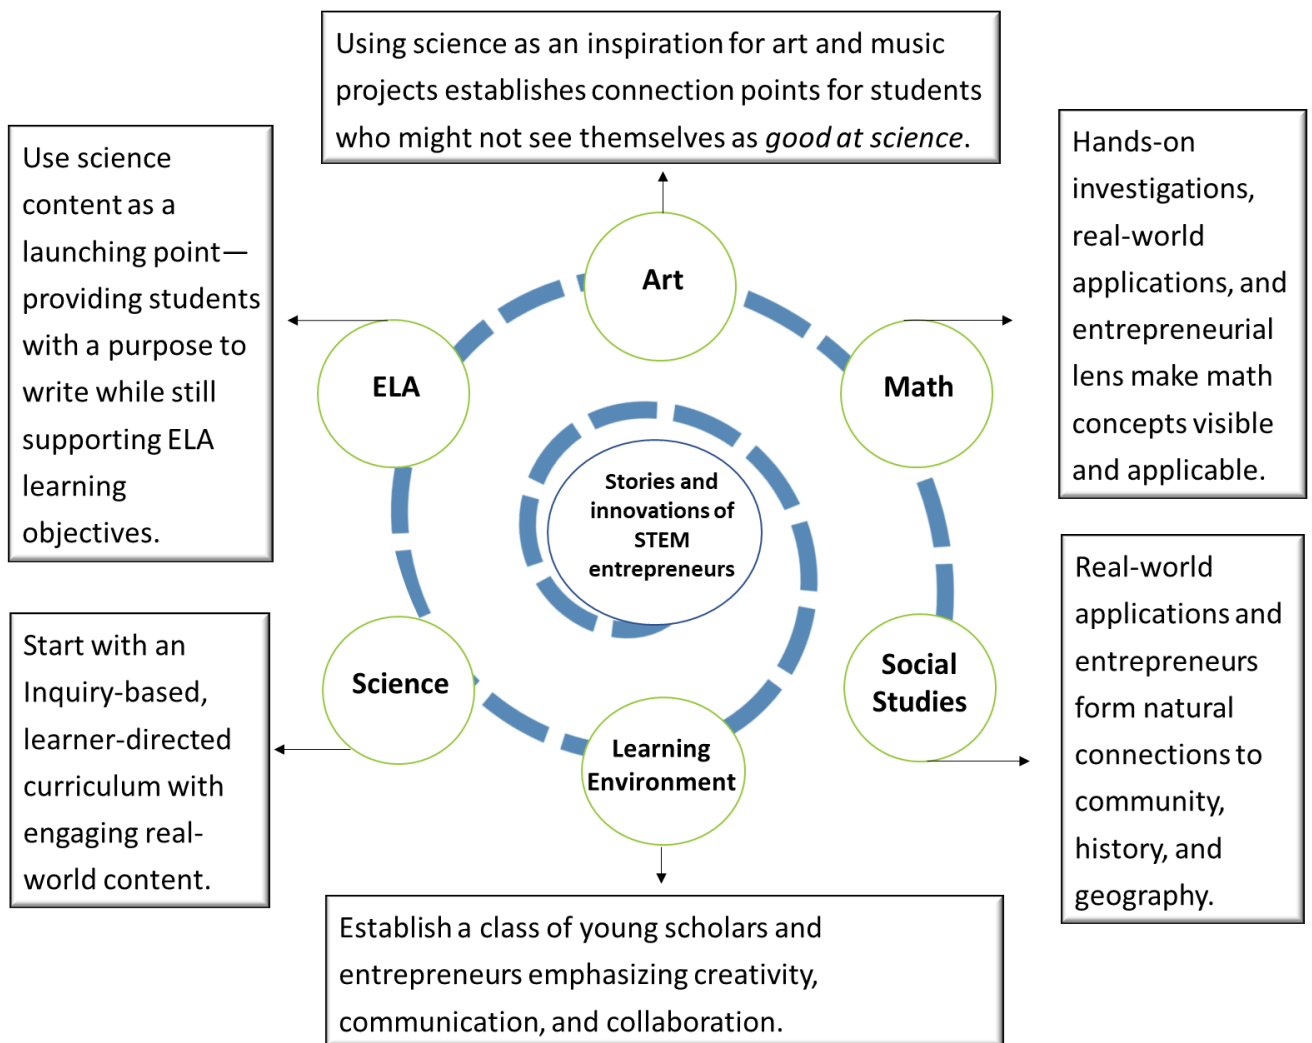 Using science as an inspiration for art and music
projects establishes connection points for students
who might not see themselves as good at science.
Use science
content as a
launching point—
providing students
with a purpose to
write while still
supporting ELA
learning
objectives.
Hands-on
investigations,
real-world
applications, and
entrepreneurial
lens make math
concepts visible
and applicable.
Art
ELA
Math
Stories and
innovations of
STEM
entrepreneurs
Science
Social
Studies
Learning
Environment
Start with an
Inquiry-based,
learner-directed
curriculum with
engaging real-
world content.
Real-world
applications and
entrepreneurs
form natural
connections to
community,
history, and
geography.
Establish a class of young scholars and
entrepreneurs emphasizing creativity,
communication, and collaboration.